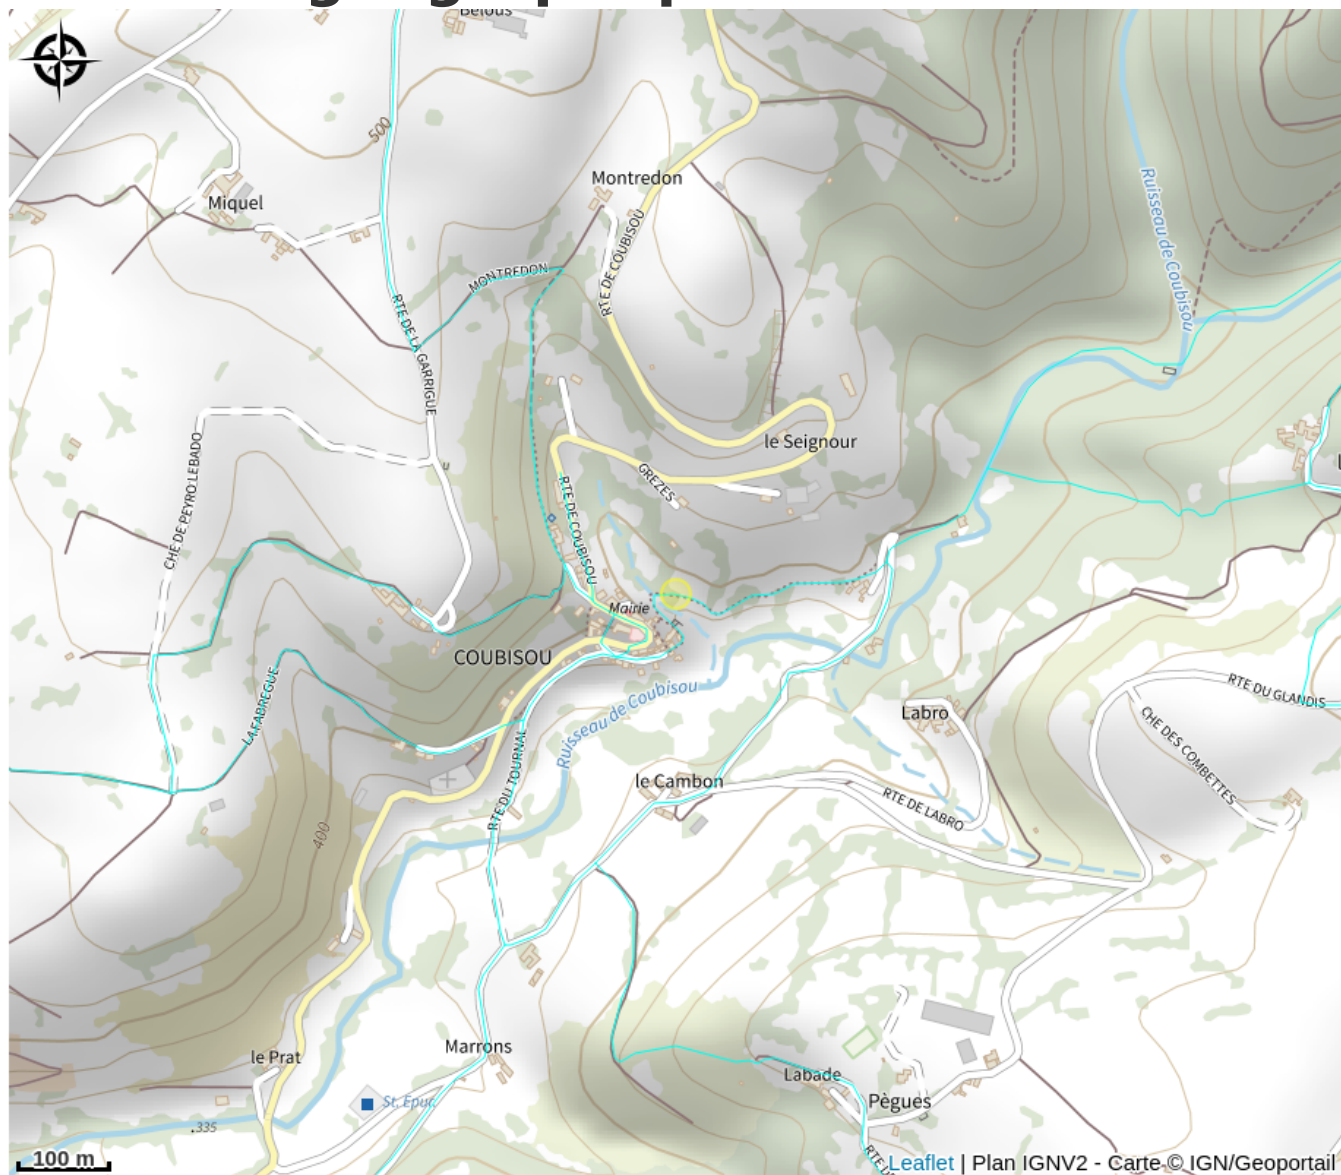 Belous
500
Montredon
Miquel
Ruisseau de Coubisou
RTE DE COUBISOU
MONTREDON
RTE DE LA GARRIGUE
le Seignour
CHE DE PEYRO LEBADO
GREZES
RTE DE COUBISOU
Mairie
COUBISOU
LAFABREGUE
Ruisseau de Coubisou
RTE DU GLANDIS
Labro
CHE DES COMBETTES
RTE DU TOURNAL
le Cambon
RTE DE LABRO
400
Marrons
le Prat
Labade
Pègues
St. Epur.
.335
RTE DU
100 m
Leaflet | Plan IGNV2 - Carte © IGN/Geoportail